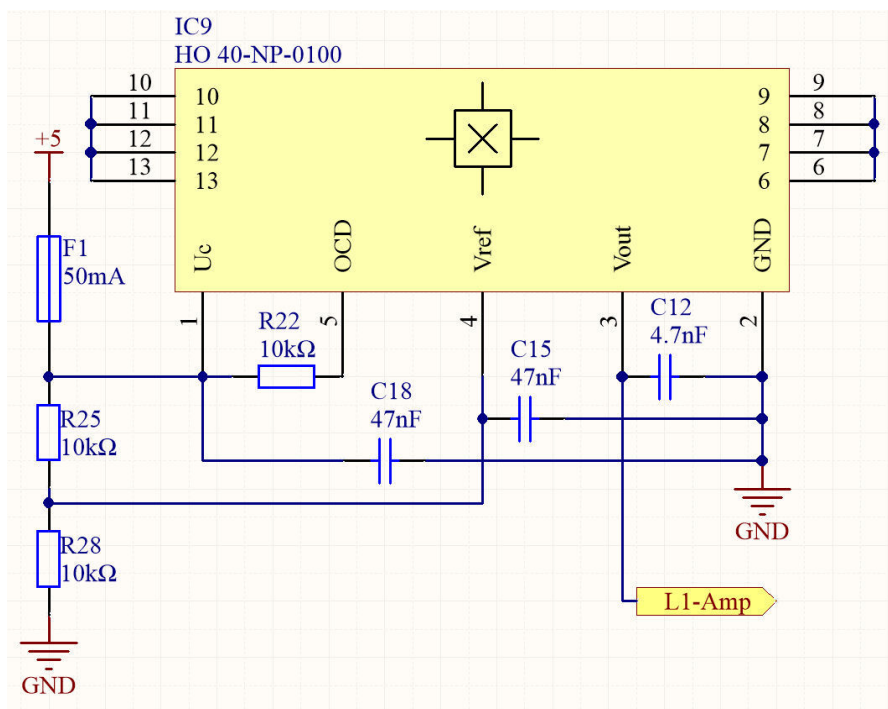 IC9
HO 40-NP-0100
10
10
9
9
11
11
8
8
12
12
7
7
13
13
6
6
+5
F1
50mA
Uc
OCD
Vref
Vout
GND
1
5
4
3
2
R22
10kΩ
C12
4.7nF
C15
47nF
C18
47nF
R25
10kΩ
R28
10kΩ
GND
L1-Amp
GND